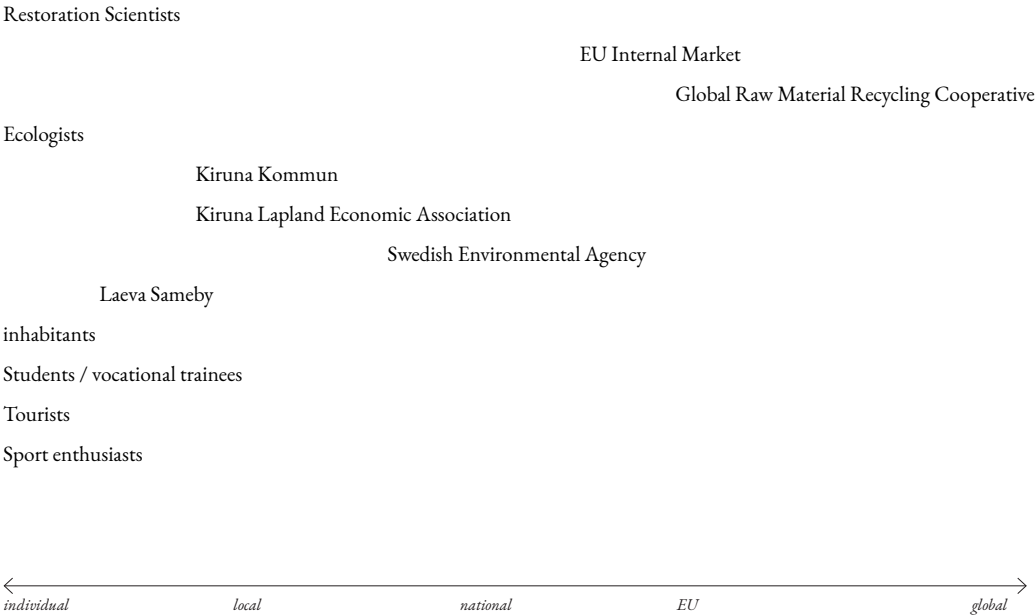 Restoration Scientists
EU Internal Market
Global Raw Material Recycling Cooperative
Ecologists
Kiruna Kommun
Kiruna Lapland Economic Association
Swedish Environmental Agency
Laeva Sameby
inhabitants
Students / vocational trainees
Tourists
Sport enthusiasts
individual local national EU global